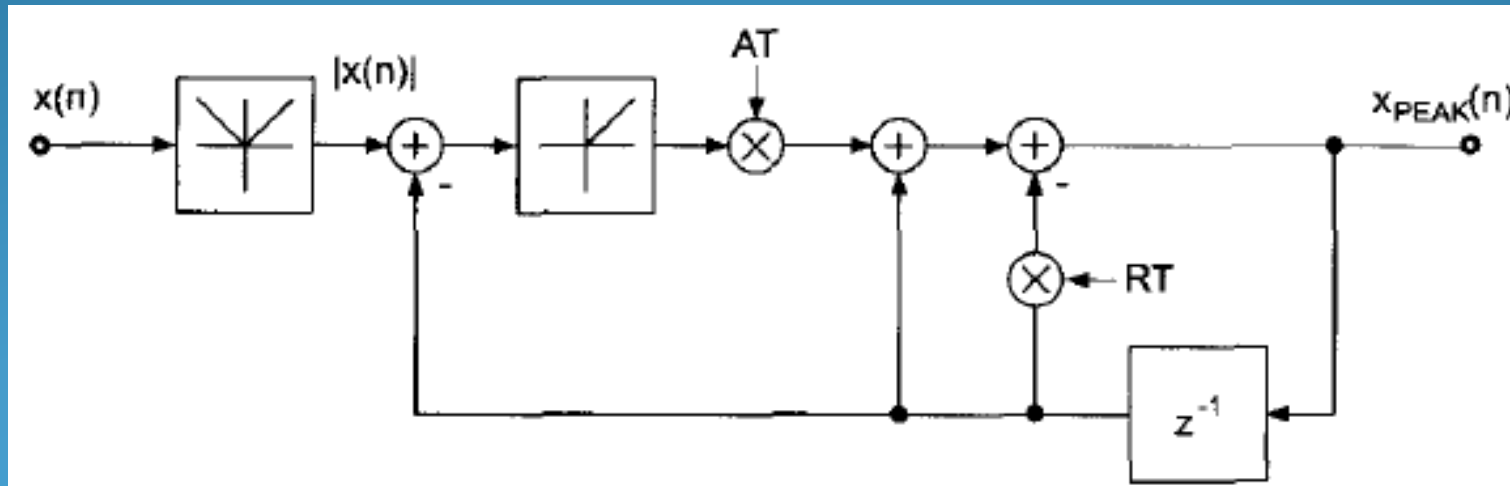 x(n)
|x(n)|
AT
x_PEAK(n)
+
-
×
+
+
-
×
RT
z^-1